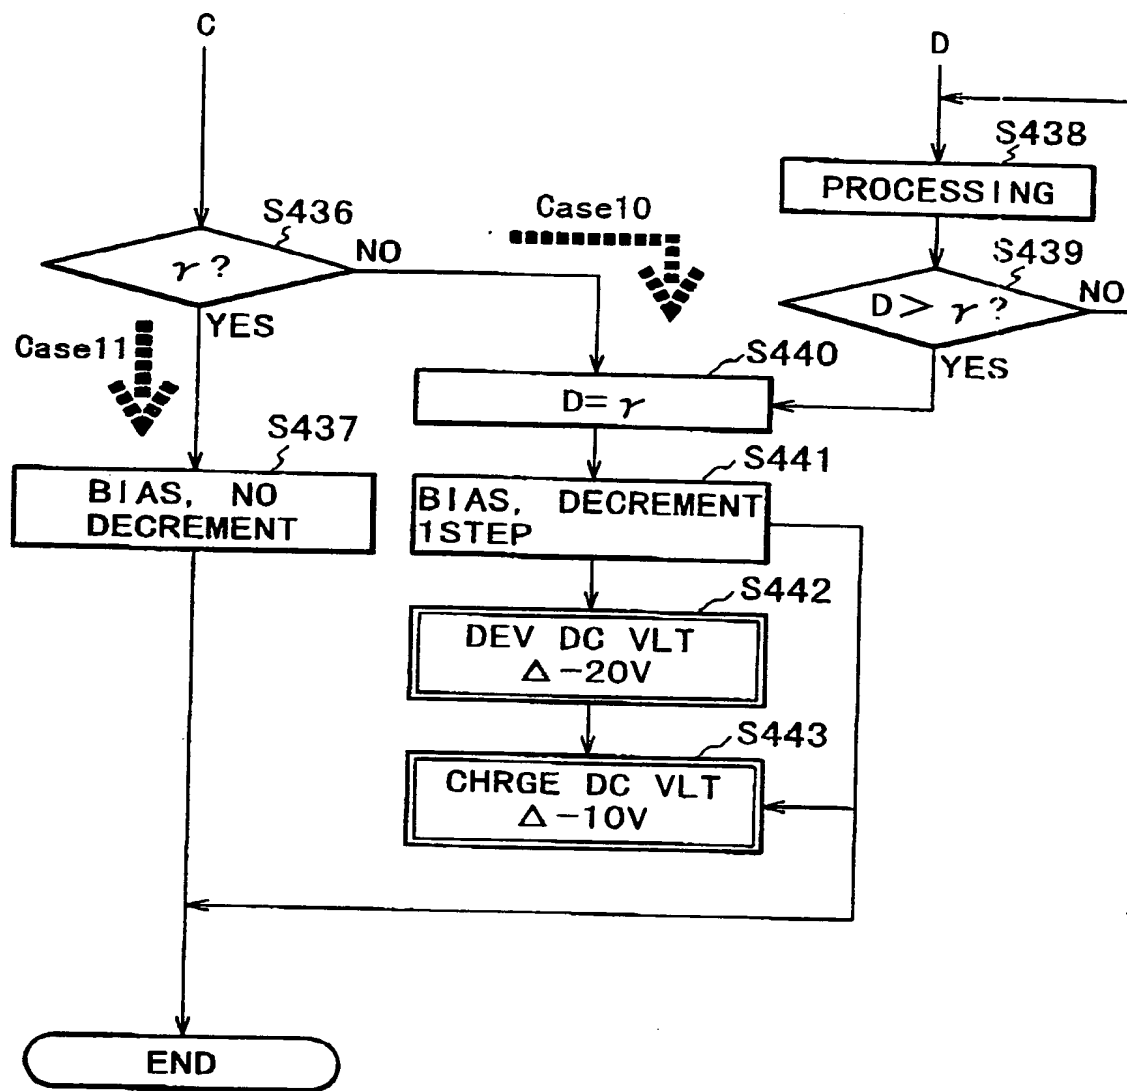 C
D
S438
PROCESSING
Case10
S436
γ?
NO
S439
D> γ?
NO
YES
YES
Case11
S440
D= γ
S437
BIAS, NO
DECREMENT
S441
BIAS, DECREMENT
1STEP
S442
DEV DC VLT
△-20V
S443
CHRGE DC VLT
△-10V
END